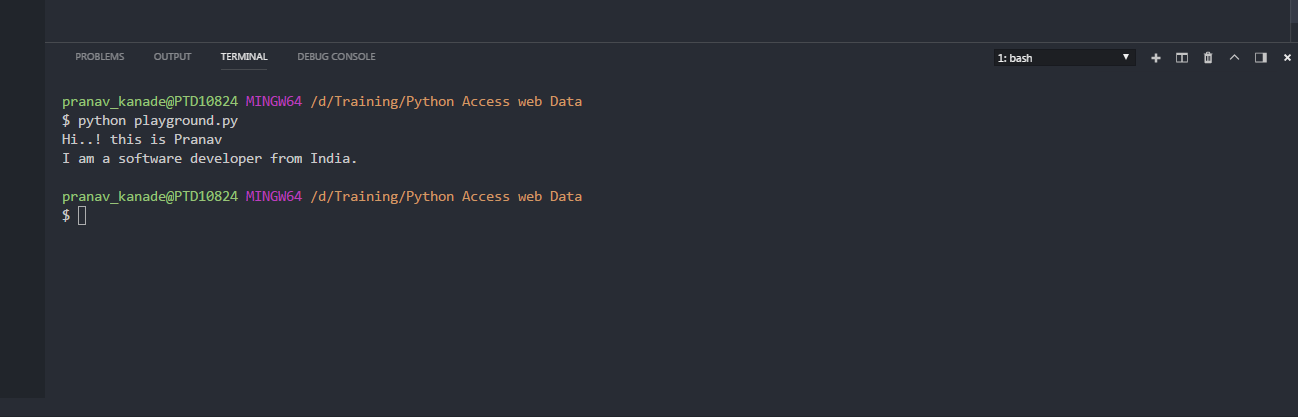 PROBLEMS OUTPUT TERMINAL DEBUG CONSOLE 1: bash
pranav_kanade@PTD10824 MINGW64 /d/Training/Python Access web Data
$ python playground.py
Hi..! this is Pranav
I am a software developer from India.
pranav_kanade@PTD10824 MINGW64 /d/Training/Python Access web Data
$